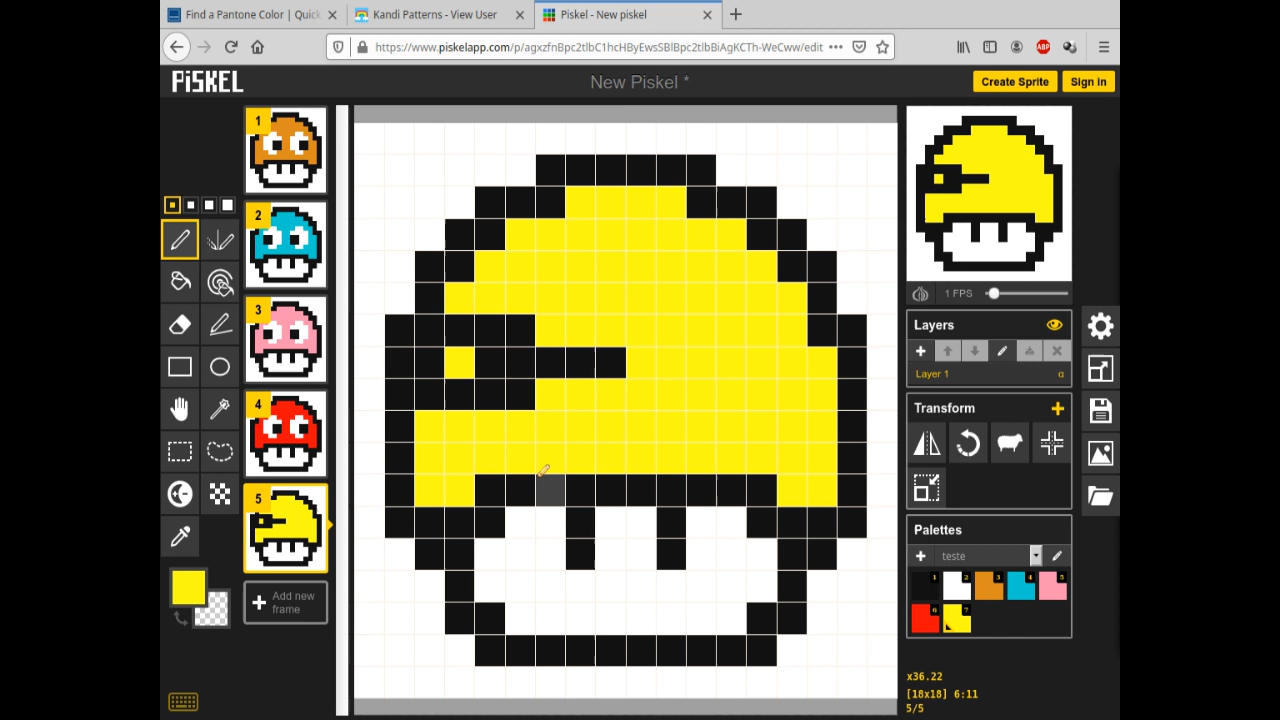 Find a Pantone Color | Quick
Kandi Patterns - View User
Piskel - New piskel
https://www.piskelapp.com/p/agxzfnBpc2tlbC1hcHByEwsSBlBpc2tlbBiAgKCTh-WeCww/edit
ABP
PiSKEL
New Piskel *
Create Sprite
Sign in
1
2
3
4
5
Add new
frame
1 FPS
Layers
Layer 1
α
Transform
Palettes
teste
1
2
3
4
5
6
7
x36.22
[18x18] 6:11
5/5